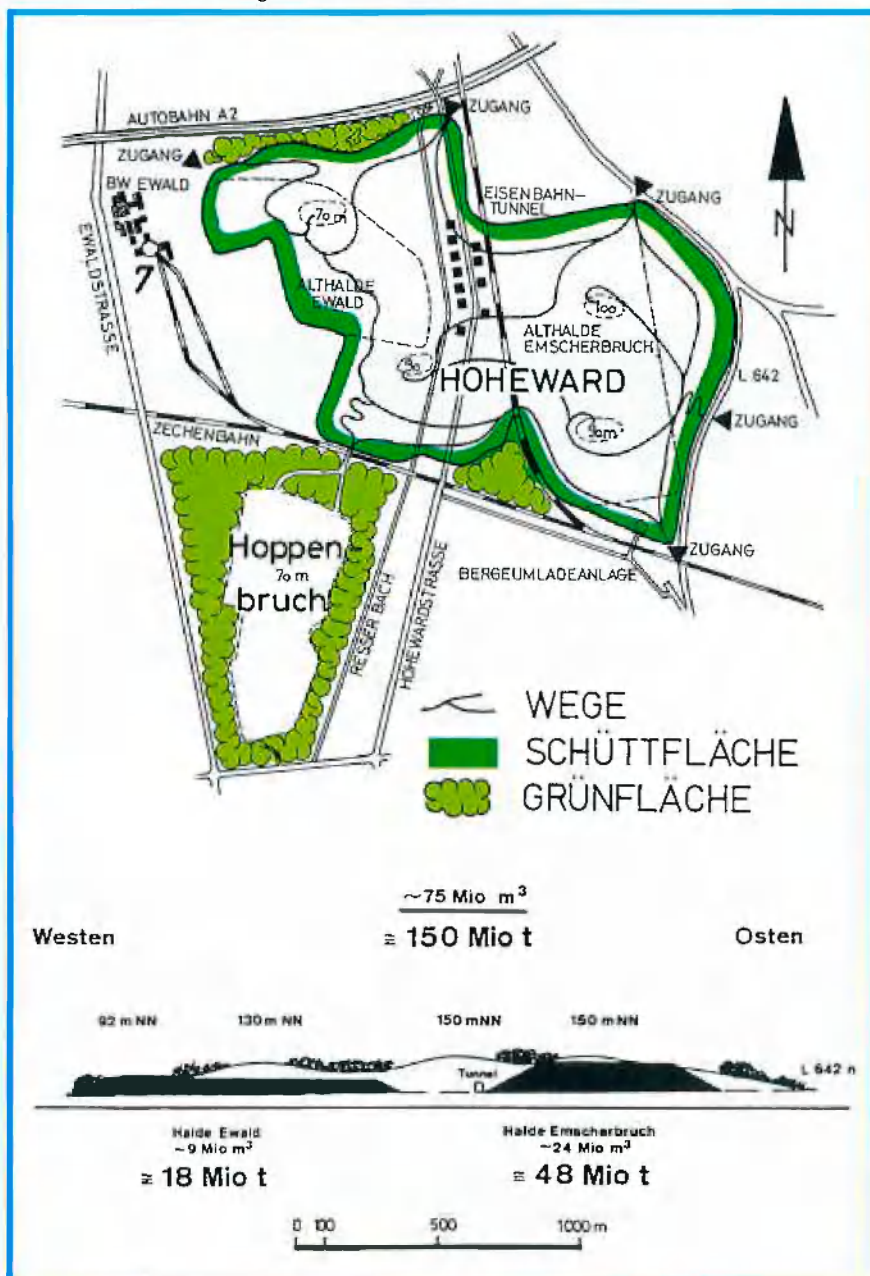 AUTOBAHN A2
ZUGANG
ZUGANG
BW EWALD
7
EWALDSTRASSE
70 m
EISENBAHN-
TUNNEL
ZUGANG
N
ALTHALDE
EWALD
100
ALTHALDE
EMSCHERBRUCH
HOHEWARD
L 642
ZUGANG
90m
ZECHENBAHN
ZUGANG
Hoppen
70 m
bruch
BERGEUMLADEANLAGE
RESSER BACH
HOHEWARDSTRASSE
WEGE
SCHÜTTFLÄCHE
GRÜNFLÄCHE
~75 Mio m³
Westen ≅ 150 Mio t Osten
92 mNN 130 m NN 150 mNN 150 mNN
Tunnel
L 642 n
Halde Ewald Halde Emscherbruch
~9 Mio m³ ~24 Mio m³
≅ 18 Mio t ≅ 48 Mio t
0 100 500 1000 m